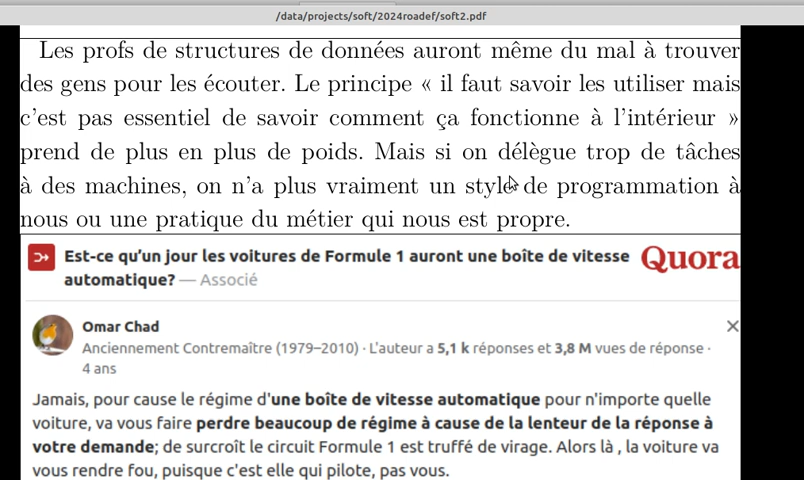 /data/projects/soft/2024roadef/soft2.pdf
Les profs de structures de données auront même du mal à trouver
des gens pour les écouter. Le principe « il faut savoir les utiliser mais
c'est pas essentiel de savoir comment ça fonctionne à l'intérieur »
prend de plus en plus de poids. Mais si on délègue trop de tâches
à des machines, on n'a plus vraiment un style de programmation à
nous ou une pratique du métier qui nous est propre.
Est-ce qu'un jour les voitures de Formule 1 auront une boîte de vitesse
automatique? — Associé
Quora
Omar Chad
Anciennement Contremaître (1979–2010) · L'auteur a 5,1 k réponses et 3,8 M vues de réponse ·
4 ans
Jamais, pour cause le régime d'une boîte de vitesse automatique pour n'importe quelle
voiture, va vous faire perdre beaucoup de régime à cause de la lenteur de la réponse à
votre demande; de surcroît le circuit Formule 1 est truffé de virage. Alors là , la voiture va
vous rendre fou, puisque c'est elle qui pilote, pas vous.